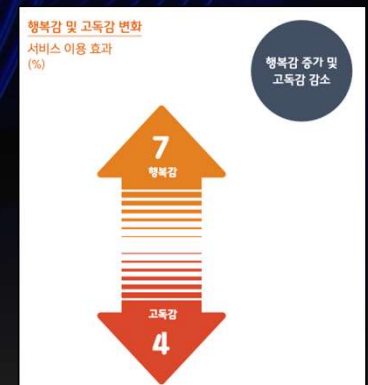 행복감 및 고독감 변화
서비스 이용 효과
(%)
행복감 증가 및
고독감 감소
7
행복감
고독감
4